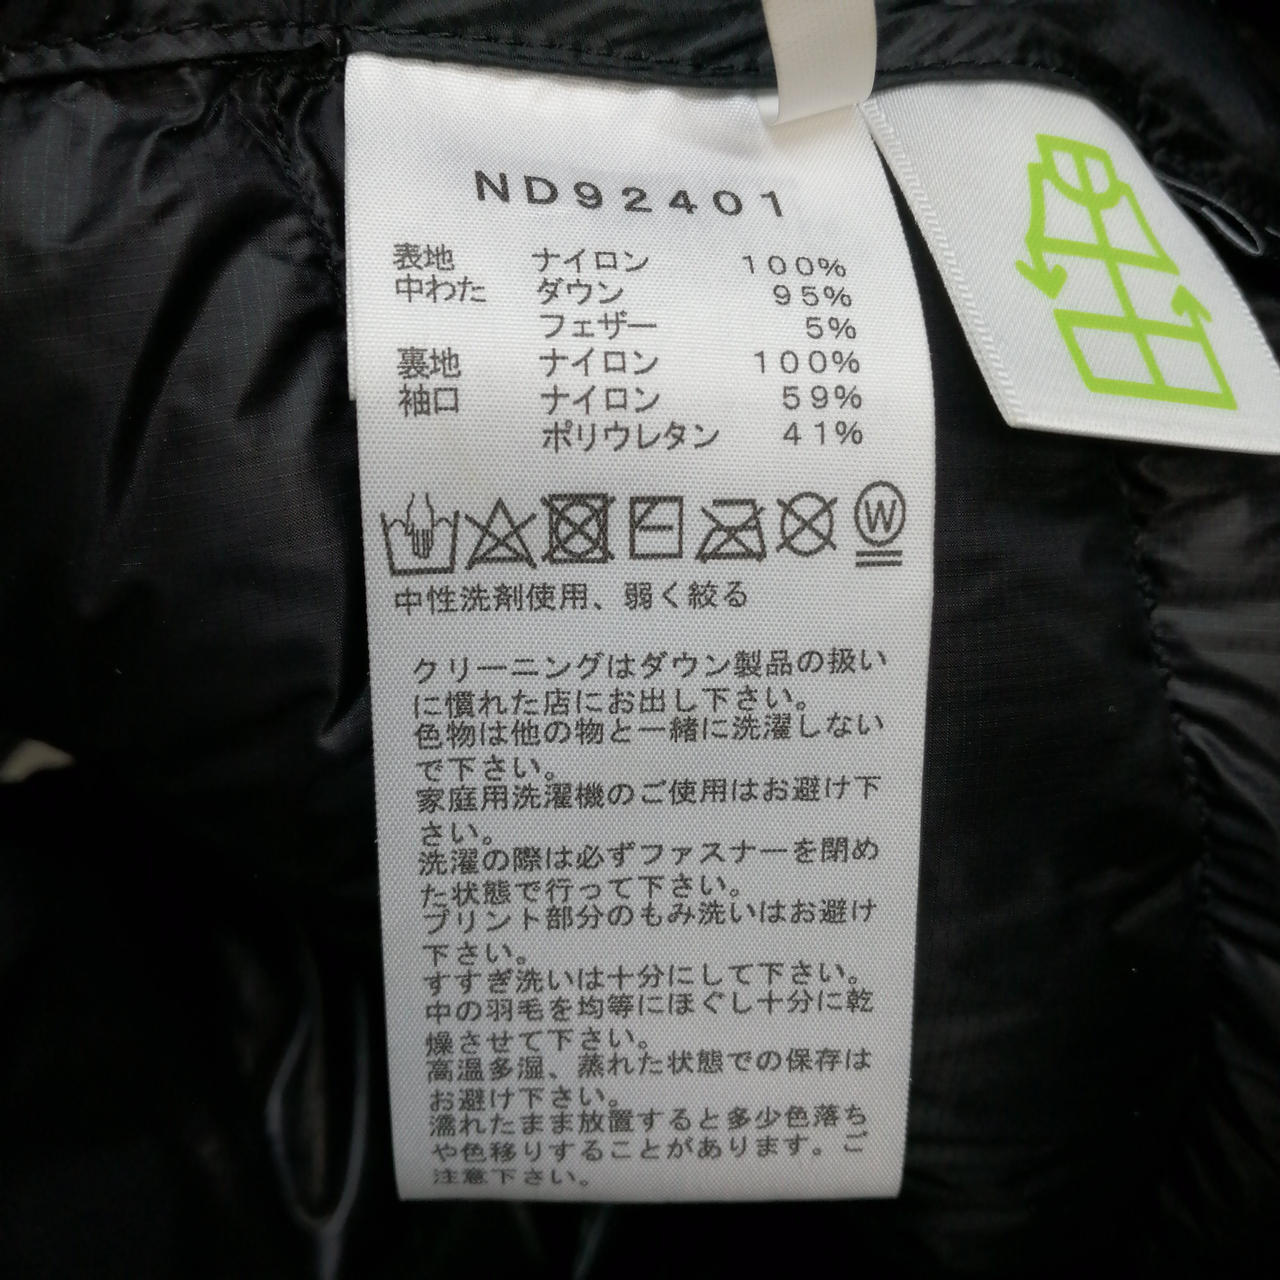 ND92401
表地 ナイロン 100%
中わた ダウン 95%
フェザー 5%
裏地 ナイロン 100%
袖口 ナイロン 59%
ポリウレタン 41%
W
中性洗剤使用、弱く絞る
クリーニングはダウン製品の扱い
に慣れた店にお出し下さい。
色物は他の物と一緒に洗濯しない
で下さい。
家庭用洗濯機のご使用はお避け下
さい。
洗濯の際は必ずファスナーを閉め
た状態で行って下さい。
プリント部分のもみ洗いはお避け
下さい。
すすぎ洗いは十分にして下さい。
中の羽毛を均等にほぐし十分に乾
燥させて下さい。
高温多湿、蒸れた状態での保存は
お避け下さい。
濡れたまま放置すると多少色落ち
や色移りすることがあります。ご
注意下さい。